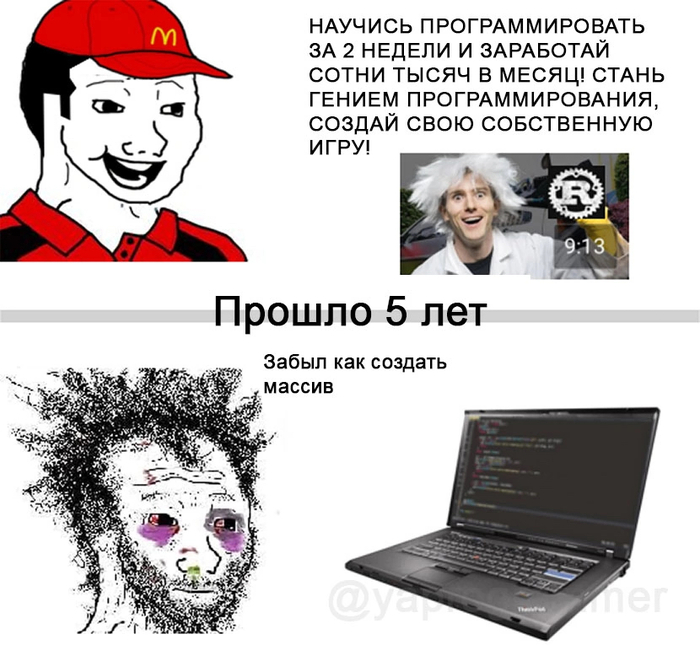 НАУЧИСЬ ПРОГРАММИРОВАТЬ
ЗА 2 НЕДЕЛИ И ЗАРАБОТАЙ
СОТНИ ТЫСЯЧ В МЕСЯЦ! СТАНЬ
ГЕНИЕМ ПРОГРАММИРОВАНИЯ,
СОЗДАЙ СВОЮ СОБСТВЕННУЮ
ИГРУ!
R
9:13
Прошло 5 лет
Забыл как создать
массив
ThinkPad